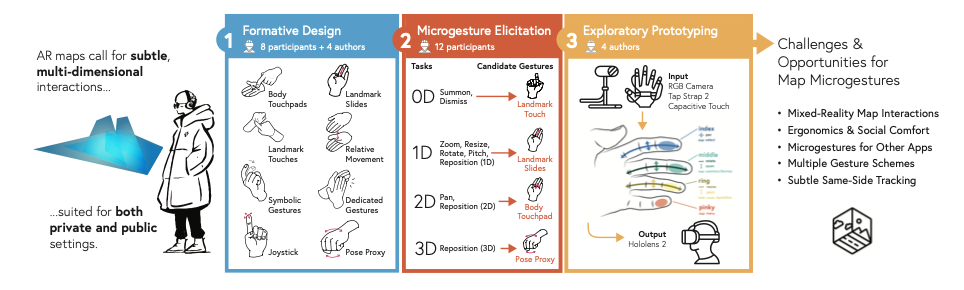 AR maps call for subtle,
multi-dimensional
interactions...
...suited for both
private and public
settings.
1 Formative Design
8 participants + 4 authors
Body
Touchpads
Landmark
Slides
Landmark
Touches
Relative
Movement
Symbolic
Gestures
Dedicated
Gestures
Joystick
Pose Proxy
2 Microgesture Elicitation
12 participants
Tasks
Candidate Gestures
0D Summon,
Dismiss
Landmark
Touch
1D Zoom, Resize,
Rotate, Pitch,
Reposition (1D)
Landmark
Slides
2D Pan,
Reposition (2D)
Body
Touchpad
3D Reposition (3D)
Pose Proxy
3 Exploratory Prototyping
4 authors
Input
RGB Camera
Tap Strap 2
Capacitive Touch
index
middle
ring
pinky
Output
Hololens 2
Challenges &
Opportunities for
Map Microgestures
• Mixed-Reality Map Interactions
• Ergonomics & Social Comfort
• Microgestures for Other Apps
• Multiple Gesture Schemes
• Subtle Same-Side Tracking